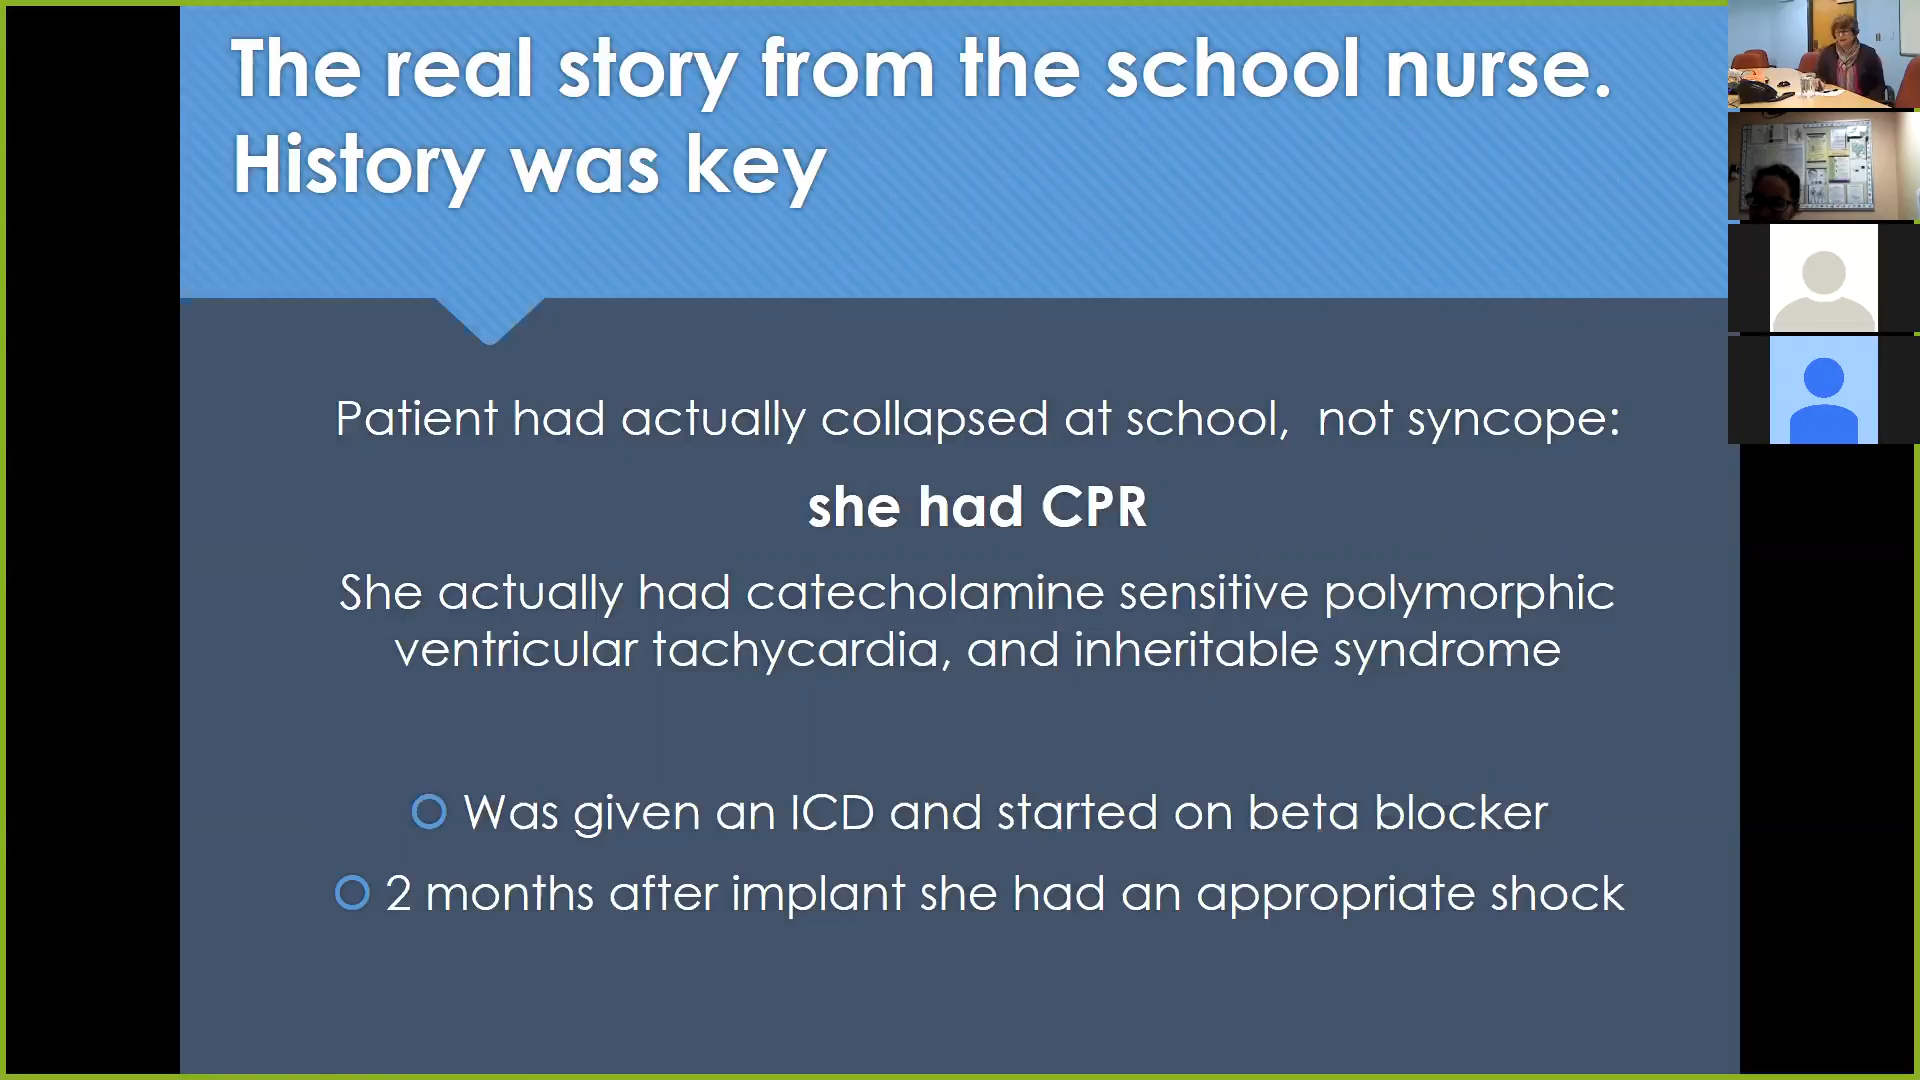 The real story from the school nurse.
History was key
Patient had actually collapsed at school,  not syncope:
she had CPR
She actually had catecholamine sensitive polymorphic
ventricular tachycardia, and inheritable syndrome
Was given an ICD and started on beta blocker
2 months after implant she had an appropriate shock